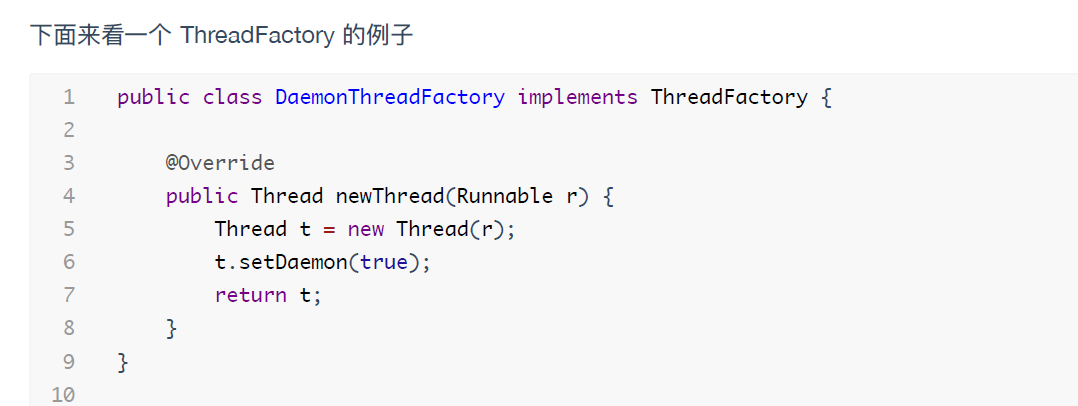 下面来看一个 ThreadFactory 的例子
1 public class DaemonThreadFactory implements ThreadFactory {
2
3 @Override
4 public Thread newThread(Runnable r) {
5 Thread t = new Thread(r);
6 t.setDaemon(true);
7 return t;
8 }
9 }
10